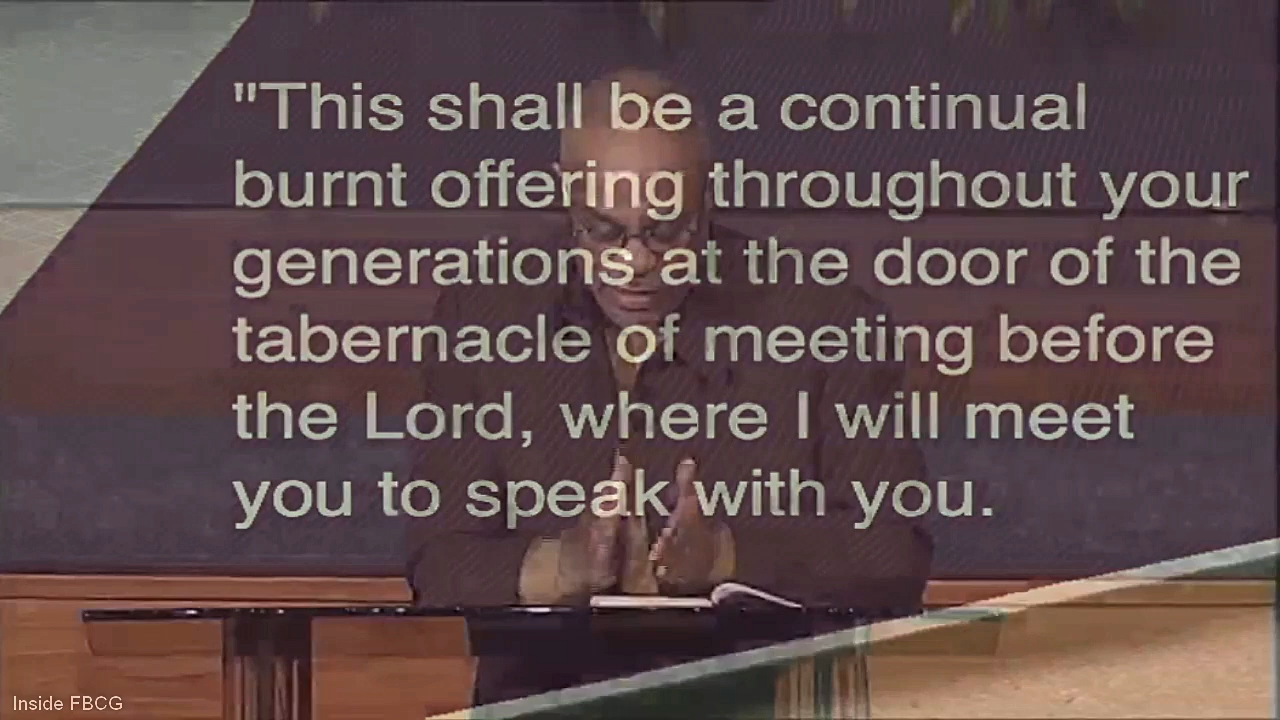 "This shall be a continual
burnt offering throughout your
generations at the door of the
tabernacle of meeting before
the Lord, where I will meet
you to speak with you.
Inside FBCG